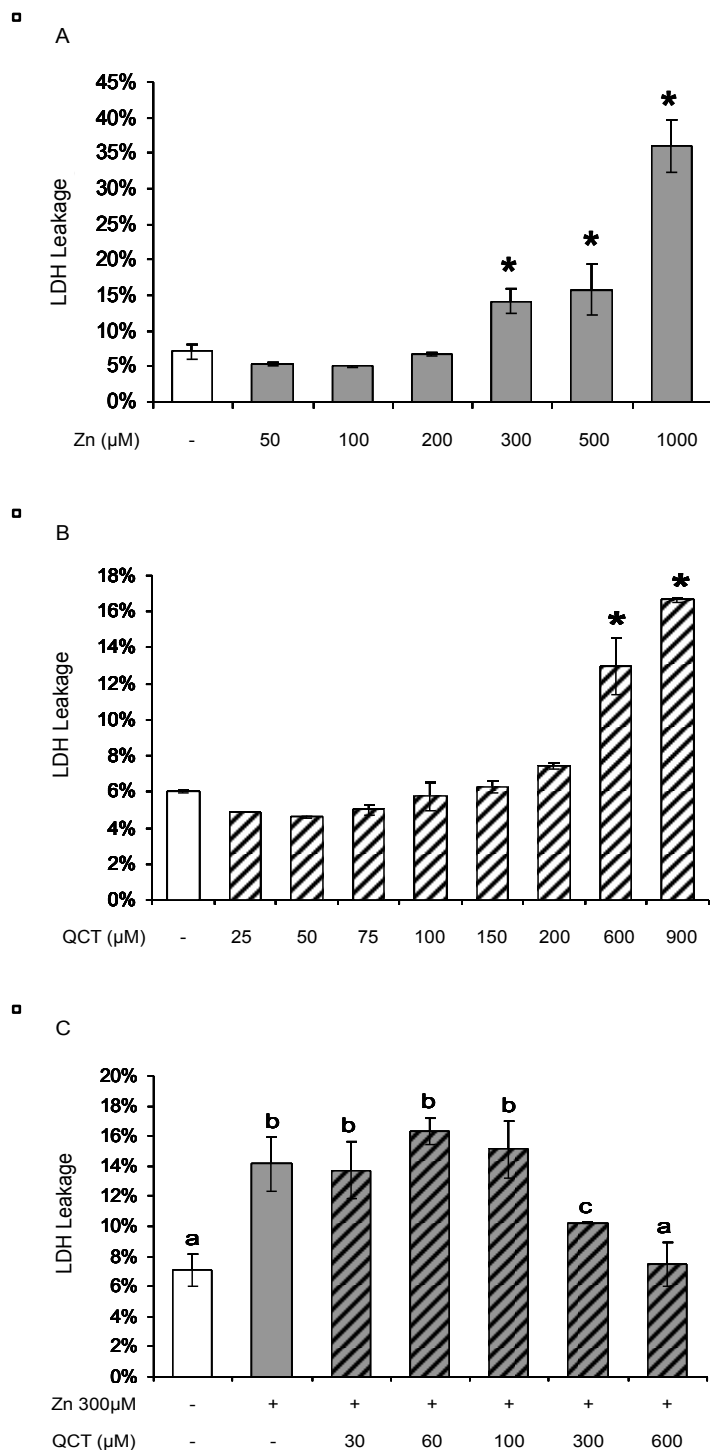 A
45%
40%
35%
30%
25%
20%
15%
10%
5%
0%
LDH Leakage
* * *
Zn (µM) - 50 100 200 300 500 1000
B
18%
16%
14%
12%
10%
8%
6%
4%
2%
0%
LDH Leakage
* *
QCT (µM) - 25 50 75 100 150 200 600 900
C
20%
18%
16%
14%
12%
10%
8%
6%
4%
2%
0%
LDH Leakage
a b b b b c a
Zn 300µM - + + + + + +
QCT (µM) - - 30 60 100 300 600